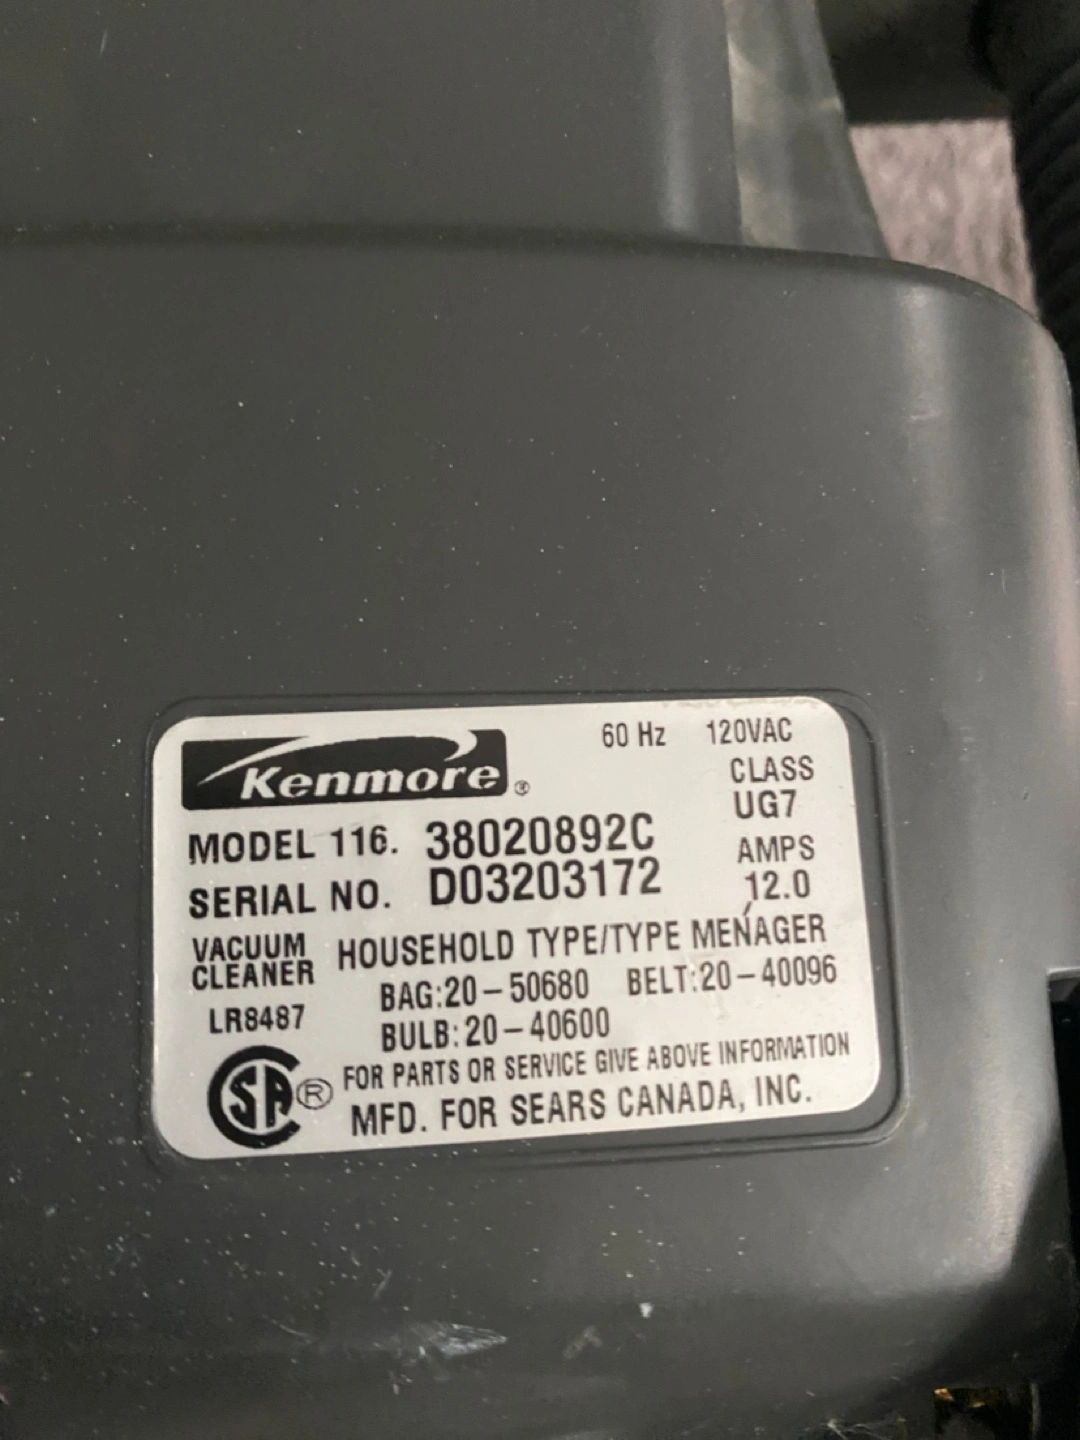 Kenmore®
60 Hz 120VAC
CLASS
UG7
MODEL 116. 38020892C
AMPS
12.0
SERIAL NO. D03203172
VACUUM
CLEANER
HOUSEHOLD TYPE/TYPE MÉNAGER
BAG:20-50680 BELT:20-40096
LR8487
BULB:20-40600
SA ® FOR PARTS OR SERVICE GIVE ABOVE INFORMATION
MFD. FOR SEARS CANADA, INC.